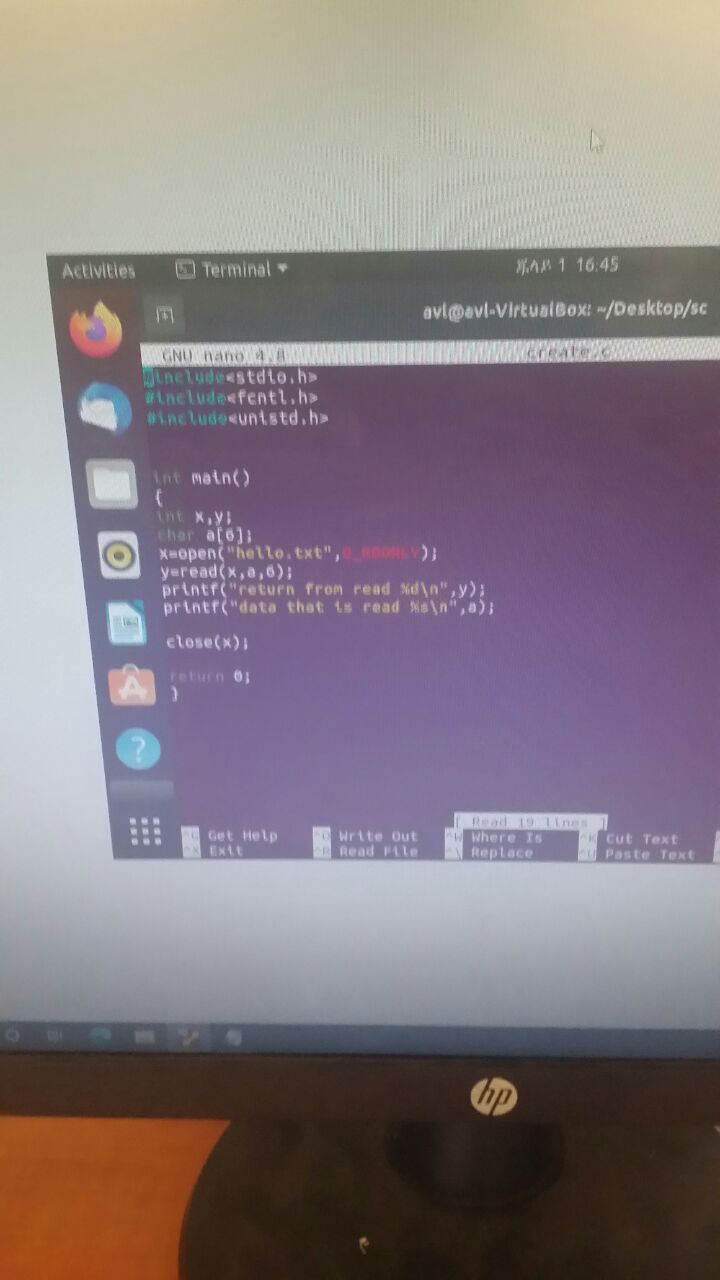 Activities
Terminal
ሯላይ 1 16:45
avl@avl-VirtualBox: ~/Desktop/sc
GNU nano 4.8
create.c
#include<stdio.h>
#include<fcntl.h>
#include<unistd.h>
int main()
{
int x,y;
char a[6];
x=open("hello.txt",O_RDONLY);
y=read(x,a,6);
printf("return from read %d\n",y);
printf("data that is read %s\n",a);
close(x);
return 0;
}
[ Read 19 lines ]
^G Get Help ^O Write Out ^W Where Is ^K Cut Text
^X Exit ^R Read File ^\ Replace ^U Paste Text
hp